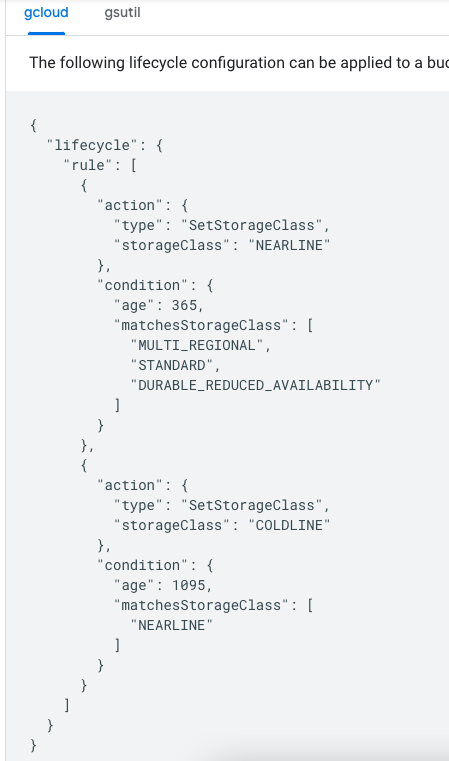 gcloud gsutil
The following lifecycle configuration can be applied to a
{
"lifecycle": {
"rule": [
{
"action": {
"type": "SetStorageClass",
"storageClass": "NEARLINE"
},
"condition": {
"age": 365,
"matchesStorageClass": [
"MULTI_REGIONAL",
"STANDARD",
"DURABLE_REDUCED_AVAILABILITY"
]
}
},
{
"action": {
"type": "SetStorageClass",
"storageClass": "COLDLINE"
},
"condition": {
"age": 1095,
"matchesStorageClass": [
"NEARLINE"
]
}
}
]
}
}